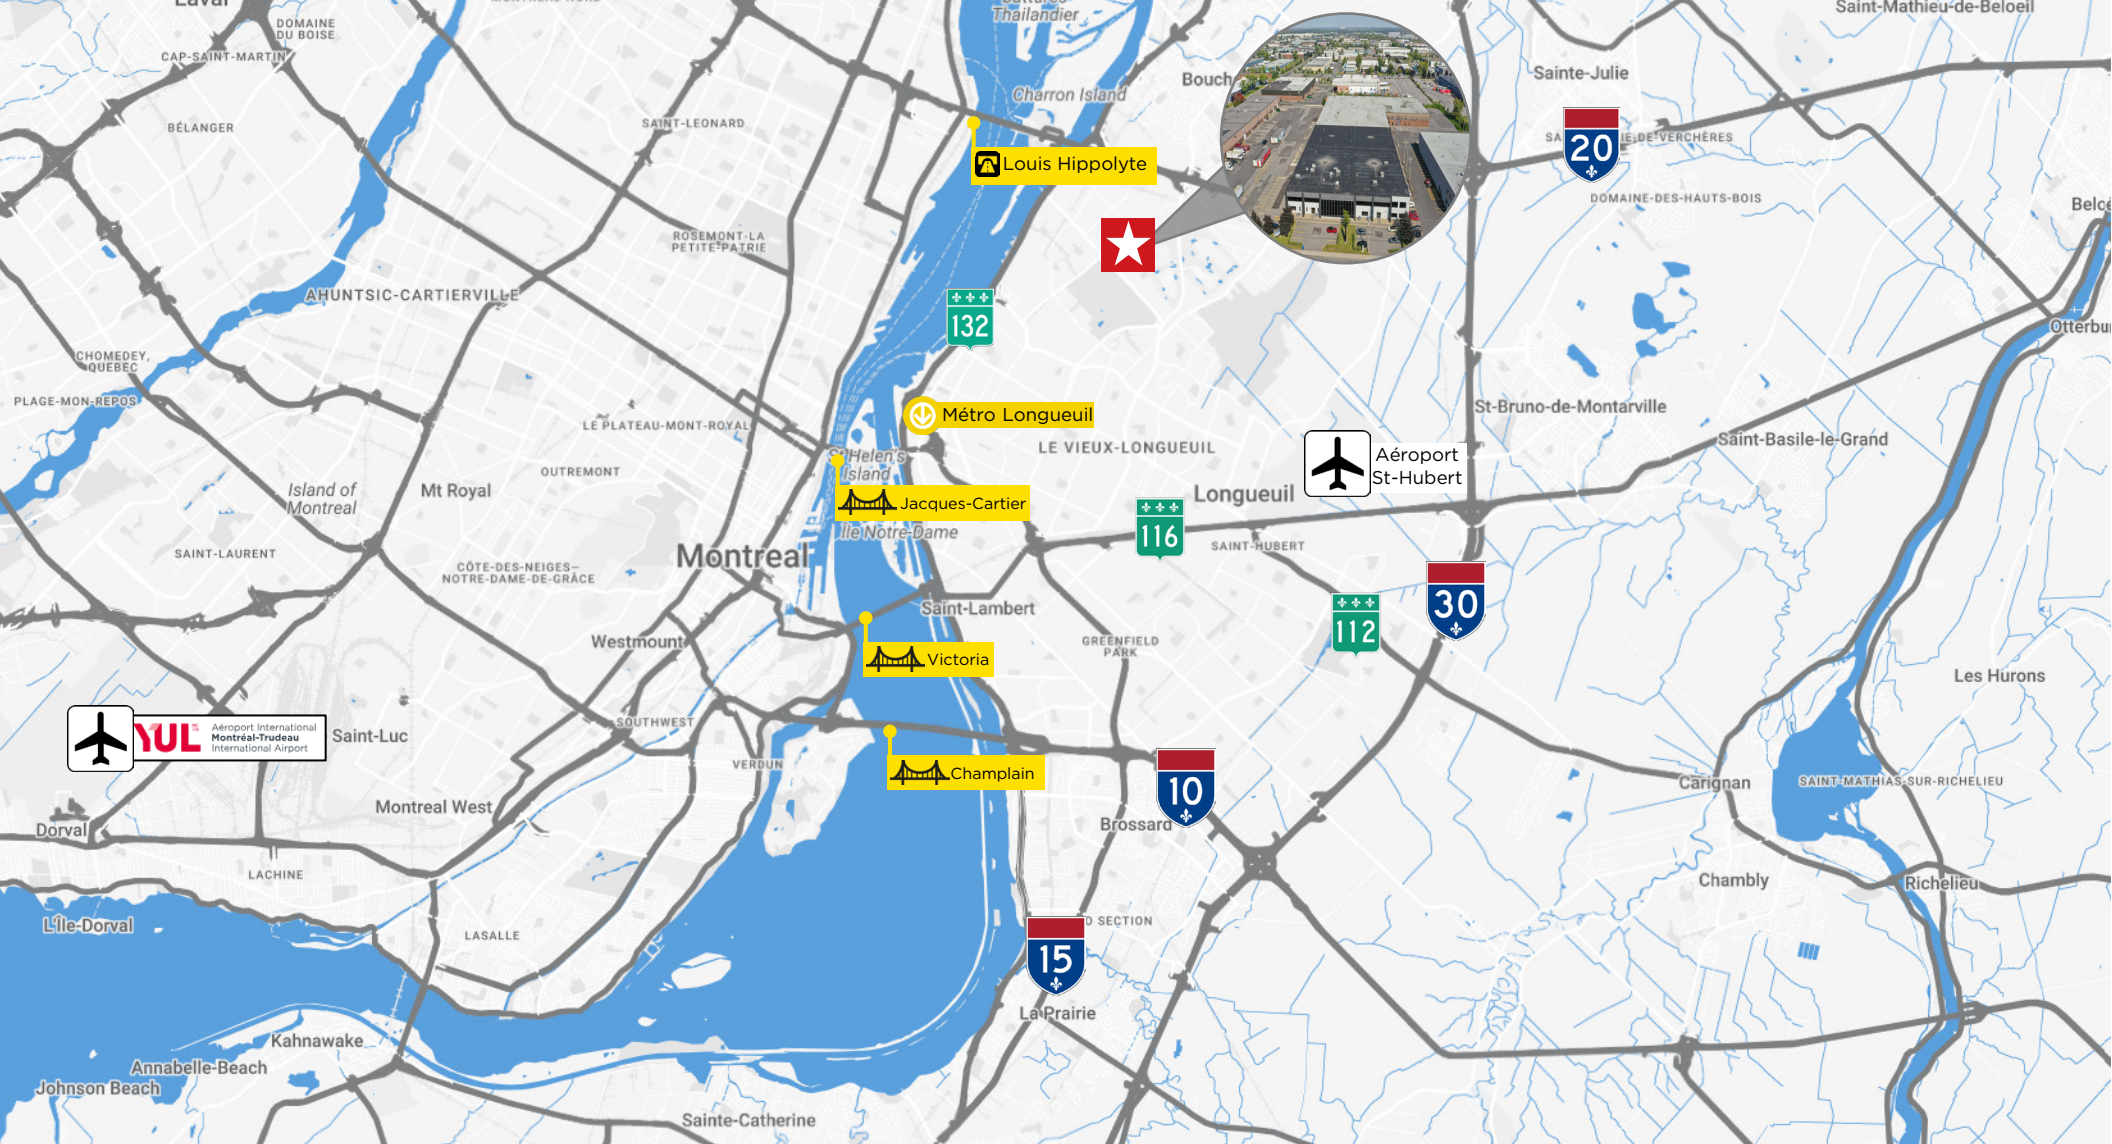 Laval
DOMAINE
DU BOISE
CAP-SAINT-MARTIN
Thailandier
Saint-Mathieu-de-Beloeil
Charron Island
Bouch
Sainte-Julie
BÉLANGER
SAINT-LEONARD
Louis Hippolyte
20
IE-DE-VERCHÈRES
DOMAINE-DES-HAUTS-BOIS
Belo
ROSEMONT-LA
PETITE-PATRIE
AHUNTSIC-CARTIERVILLE
132
Otterbu
CHOMEDEY,
QUEBEC
PLAGE-MON-REPOS
LE PLATEAU-MONT-ROYAL
Métro Longueuil
St-Bruno-de-Montarville
LE VIEUX-LONGUEUIL
Saint-Basile-le-Grand
Aéroport
St-Hubert
St Helen's
Island
OUTREMONT
Island of
Montreal
Mt Royal
Jacques-Cartier
Longueuil
Ile Notre-Dame
116
SAINT-HUBERT
SAINT-LAURENT
Montreal
CÔTE-DES-NEIGES—
NOTRE-DAME-DE-GRÂCE
Saint-Lambert
30
112
Westmount
GREENFIELD
PARK
Victoria
Les Hurons
SOUTHWEST
YUL
Aéroport International
Montréal-Trudeau
International Airport
Saint-Luc
VERDUN
Champlain
10
Carignan
SAINT-MATHIAS-SUR-RICHELIEU
Montreal West
Brossard
Dorval
LACHINE
Chambly
Richelieu
L'Île-Dorval
LASALLE
O SECTION
15
La Prairie
Kahnawake
Annabelle-Beach
Johnson Beach
Sainte-Catherine